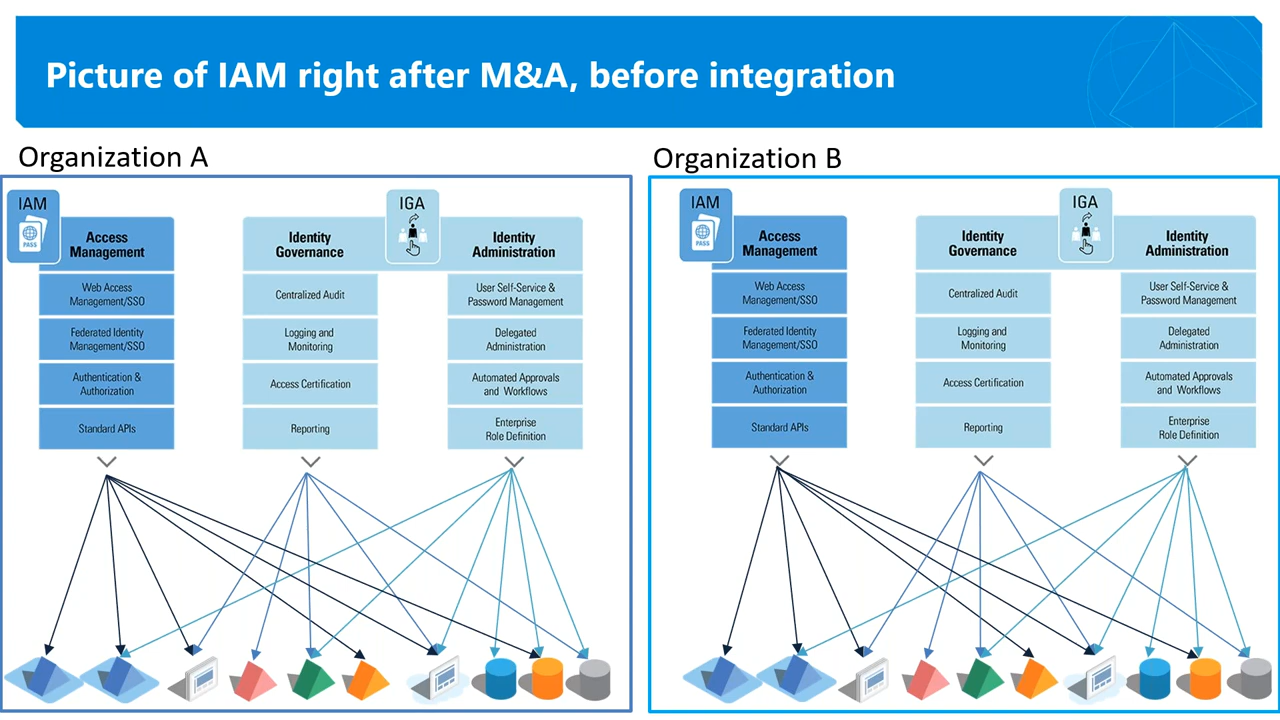 Picture of IAM right after M&A, before integration
Organization A
IAM
PASS
Access
Management
Web Access
Management/SSO
Federated Identity
Management/SSO
Authentication &
Authorization
Standard APIs
IGA
Identity
Governance
Centralized Audit
Logging and
Monitoring
Access Certification
Reporting
Identity
Administration
User Self-Service &
Password Management
Delegated
Administration
Automated Approvals
and Workflows
Enterprise
Role Definition
Organization B
IAM
PASS
Access
Management
Web Access
Management/SSO
Federated Identity
Management/SSO
Authentication &
Authorization
Standard APIs
IGA
Identity
Governance
Centralized Audit
Logging and
Monitoring
Access Certification
Reporting
Identity
Administration
User Self-Service &
Password Management
Delegated
Administration
Automated Approvals
and Workflows
Enterprise
Role Definition